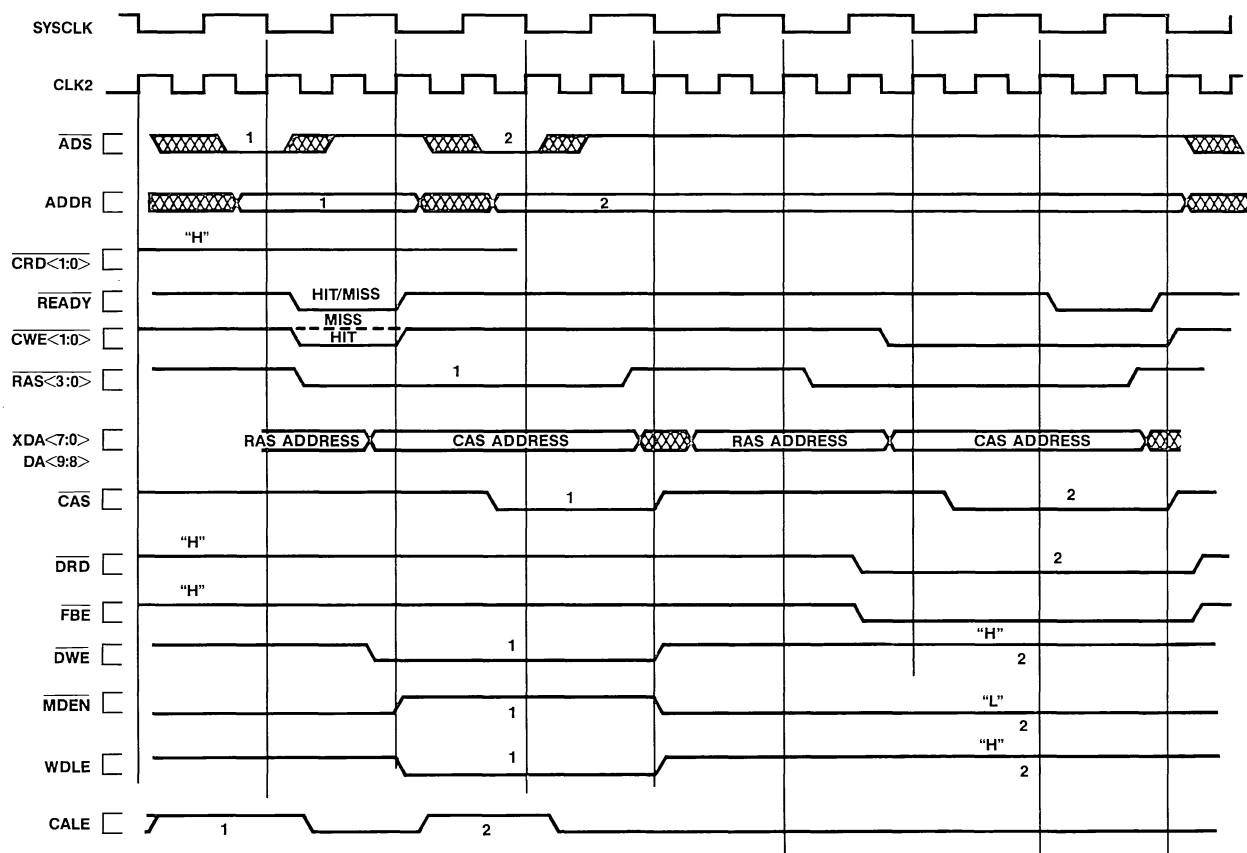 SYSCLK
CLK2
ADS 1 2
ADDR 1 2
"H"
CRD<1:0>
READY HIT/MISS
MISS
CWE<1:0> HIT
RAS<3:0> 1
XDA<7:0> RAS ADDRESS CAS ADDRESS RAS ADDRESS CAS ADDRESS
DA<9:8>
CAS 1 2
"H"
DRD 2
"H"
FBE
"H"
DWE 1 2
MDEN 1 "L" 2
"H"
WDLE 1 2
CALE 1 2